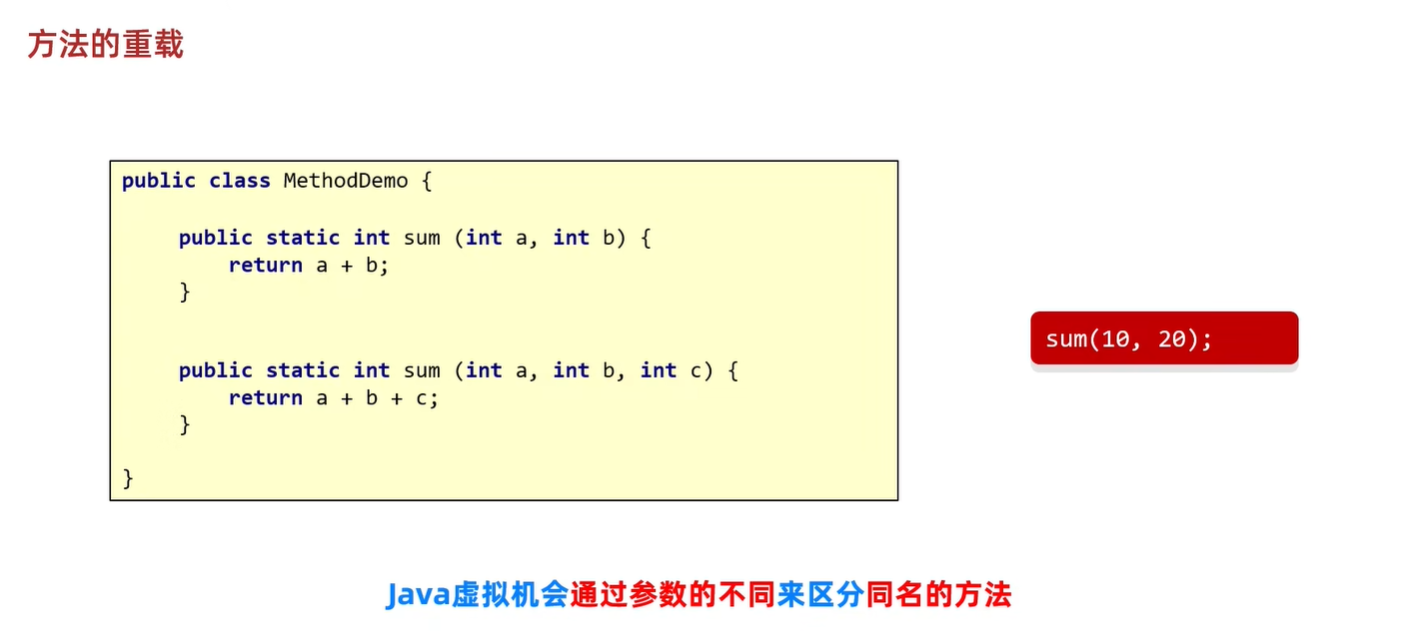 方法的重载
public class MethodDemo {
public static int sum (int a, int b) {
return a + b;
}
public static int sum (int a, int b, int c) {
return a + b + c;
}
}
sum(10, 20);
Java虚拟机会通过参数的不同来区分同名的方法